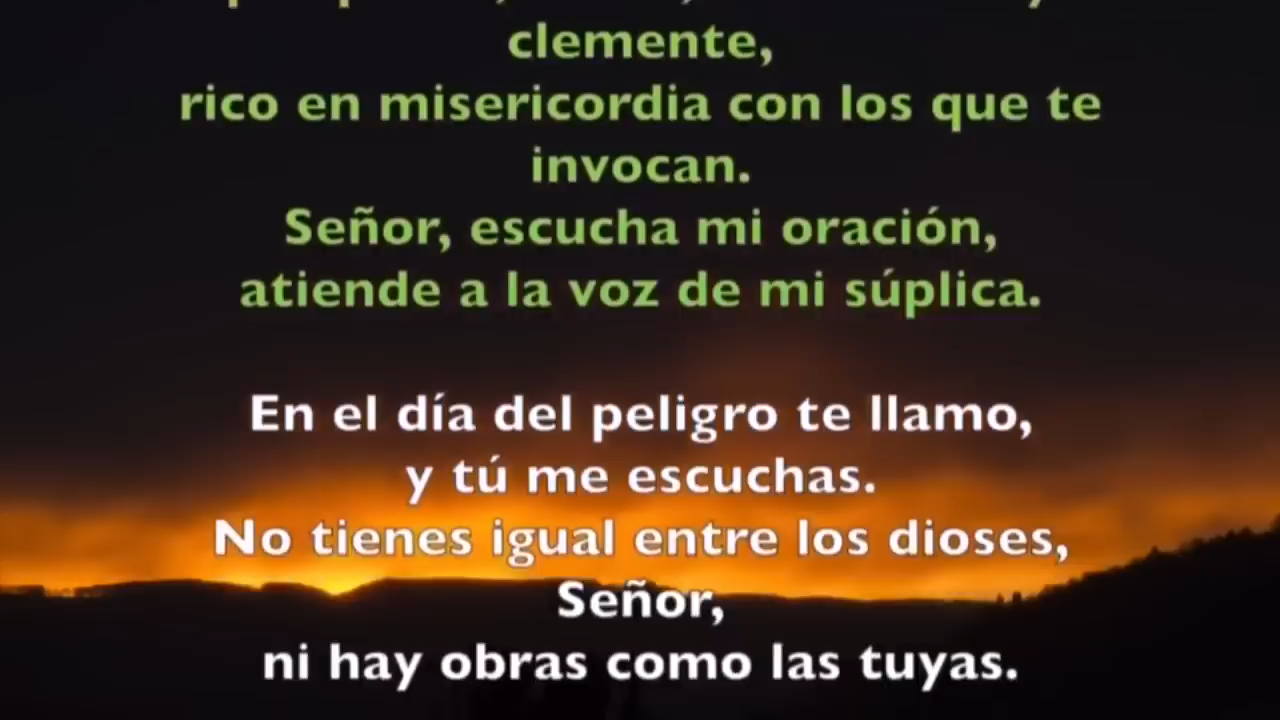 clemente,
rico en misericordia con los que te
invocan.
Señor, escucha mi oración,
atiende a la voz de mi súplica.
En el día del peligro te llamo,
y tú me escuchas.
No tienes igual entre los dioses,
Señor,
ni hay obras como las tuyas.